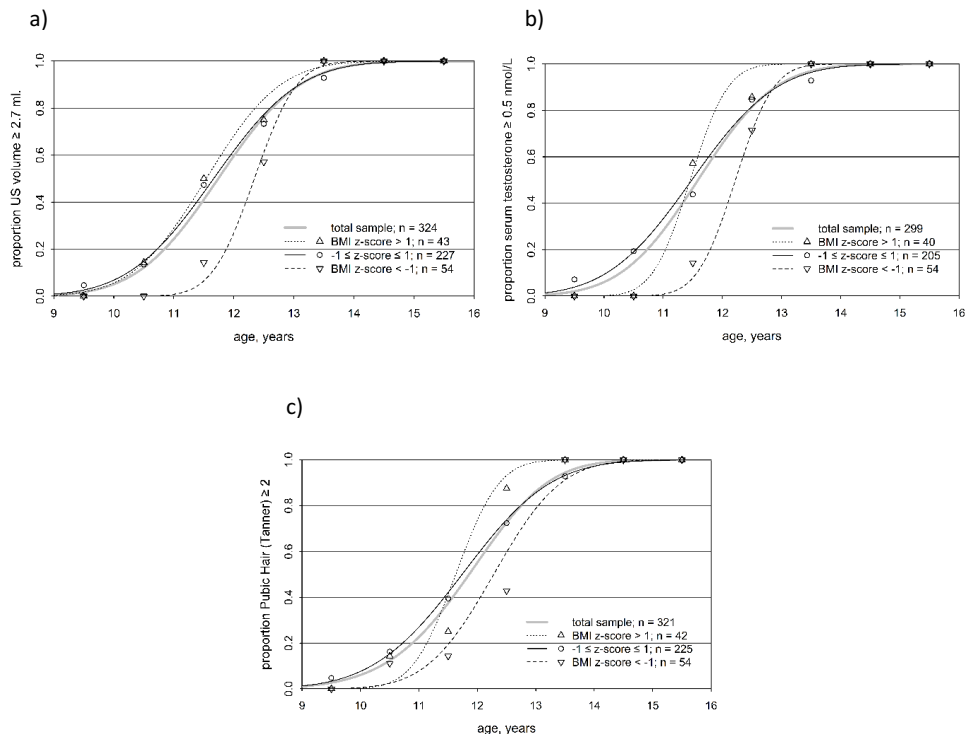 a)
proportion US volume ≥ 2.7 ml.
0.0 0.2 0.4 0.6 0.8 1.0
total sample; n = 324
BMI z-score > 1; n = 43
-1 ≤ z-score ≤ 1; n = 227
BMI z-score < -1; n = 54
9 10 11 12 13 14 15 16
age, years
b)
proportion serum testosterone ≥ 0.5 nmol/L
0.0 0.2 0.4 0.6 0.8 1.0
total sample; n = 299
BMI z-score > 1; n = 40
-1 ≤ z-score ≤ 1; n = 205
BMI z-score < -1; n = 54
9 10 11 12 13 14 15 16
age, years
c)
proportion Pubic Hair (Tanner) ≥ 2
0.0 0.2 0.4 0.6 0.8 1.0
total sample; n = 321
BMI z-score > 1; n = 42
-1 ≤ z-score ≤ 1; n = 225
BMI z-score < -1; n = 54
9 10 11 12 13 14 15 16
age, years